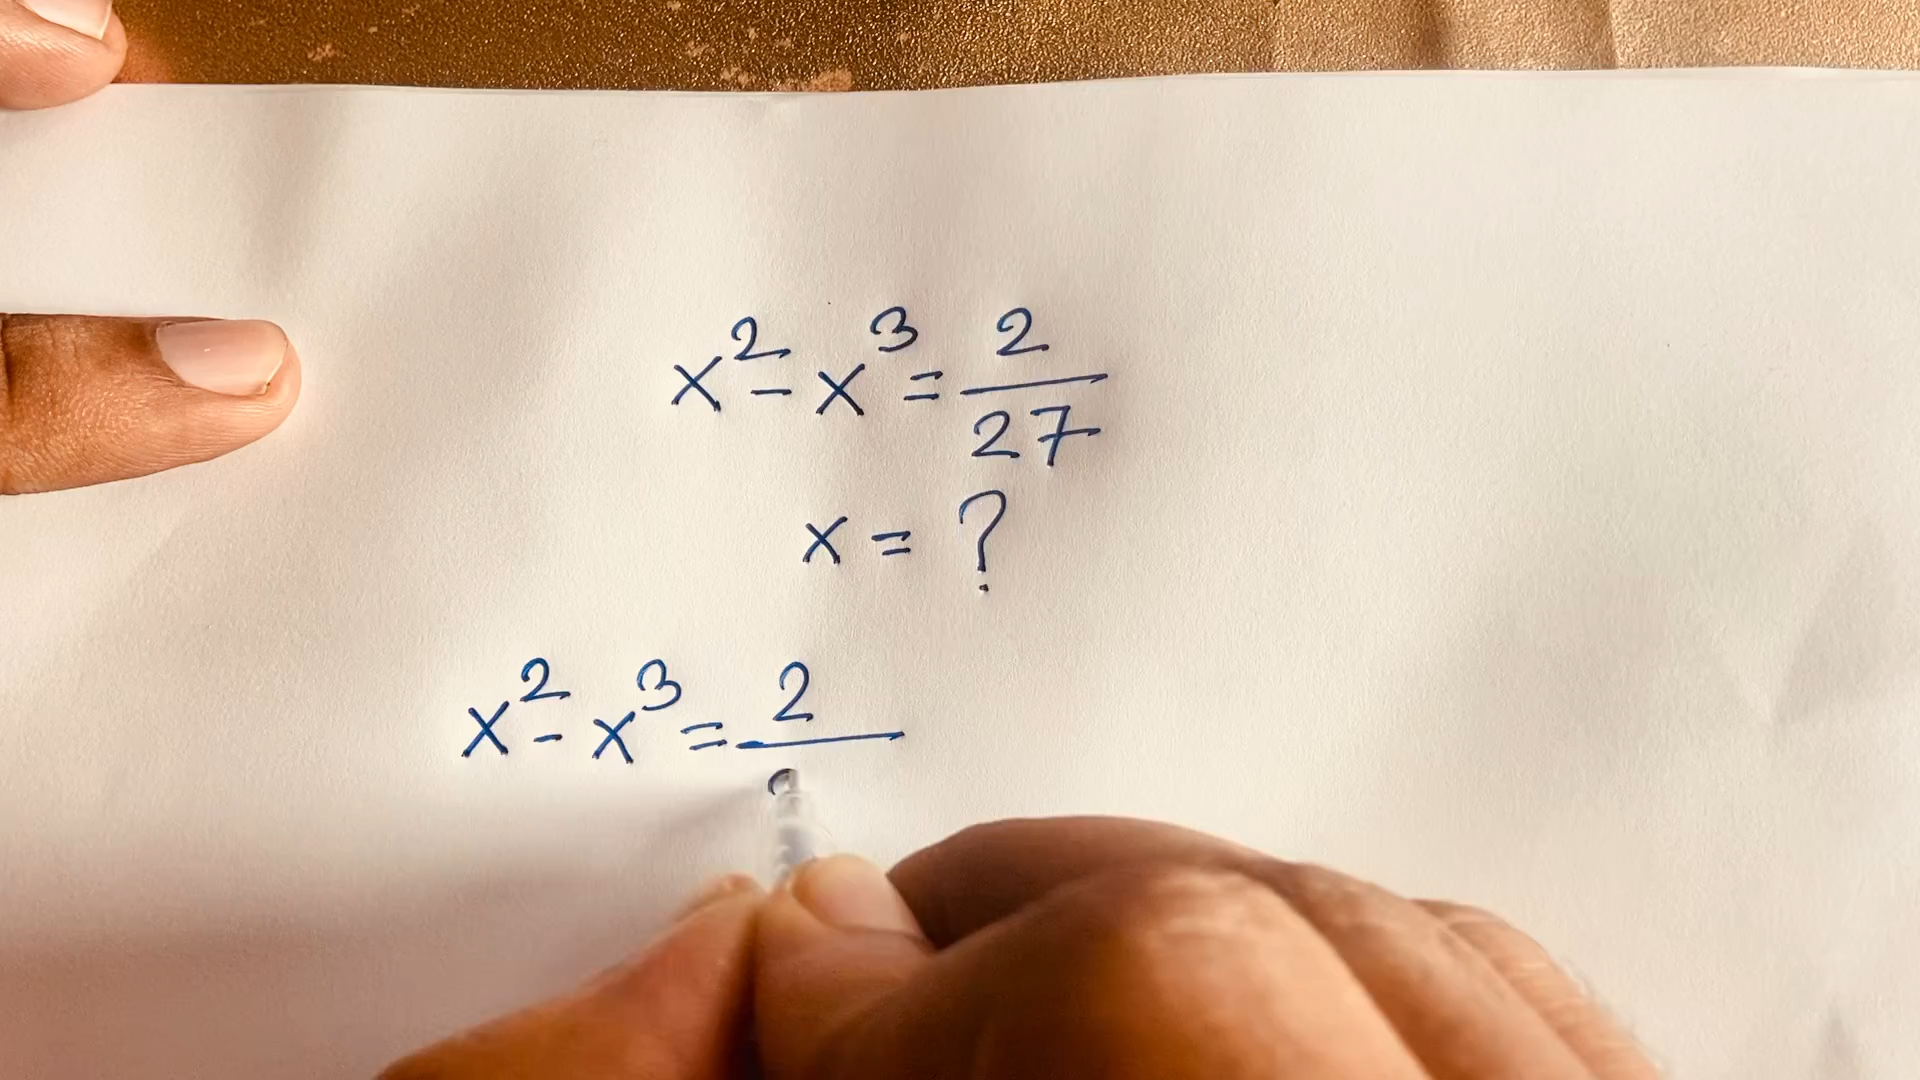 x² - x³ = 2/27
x = ?
x² - x³ = 2/